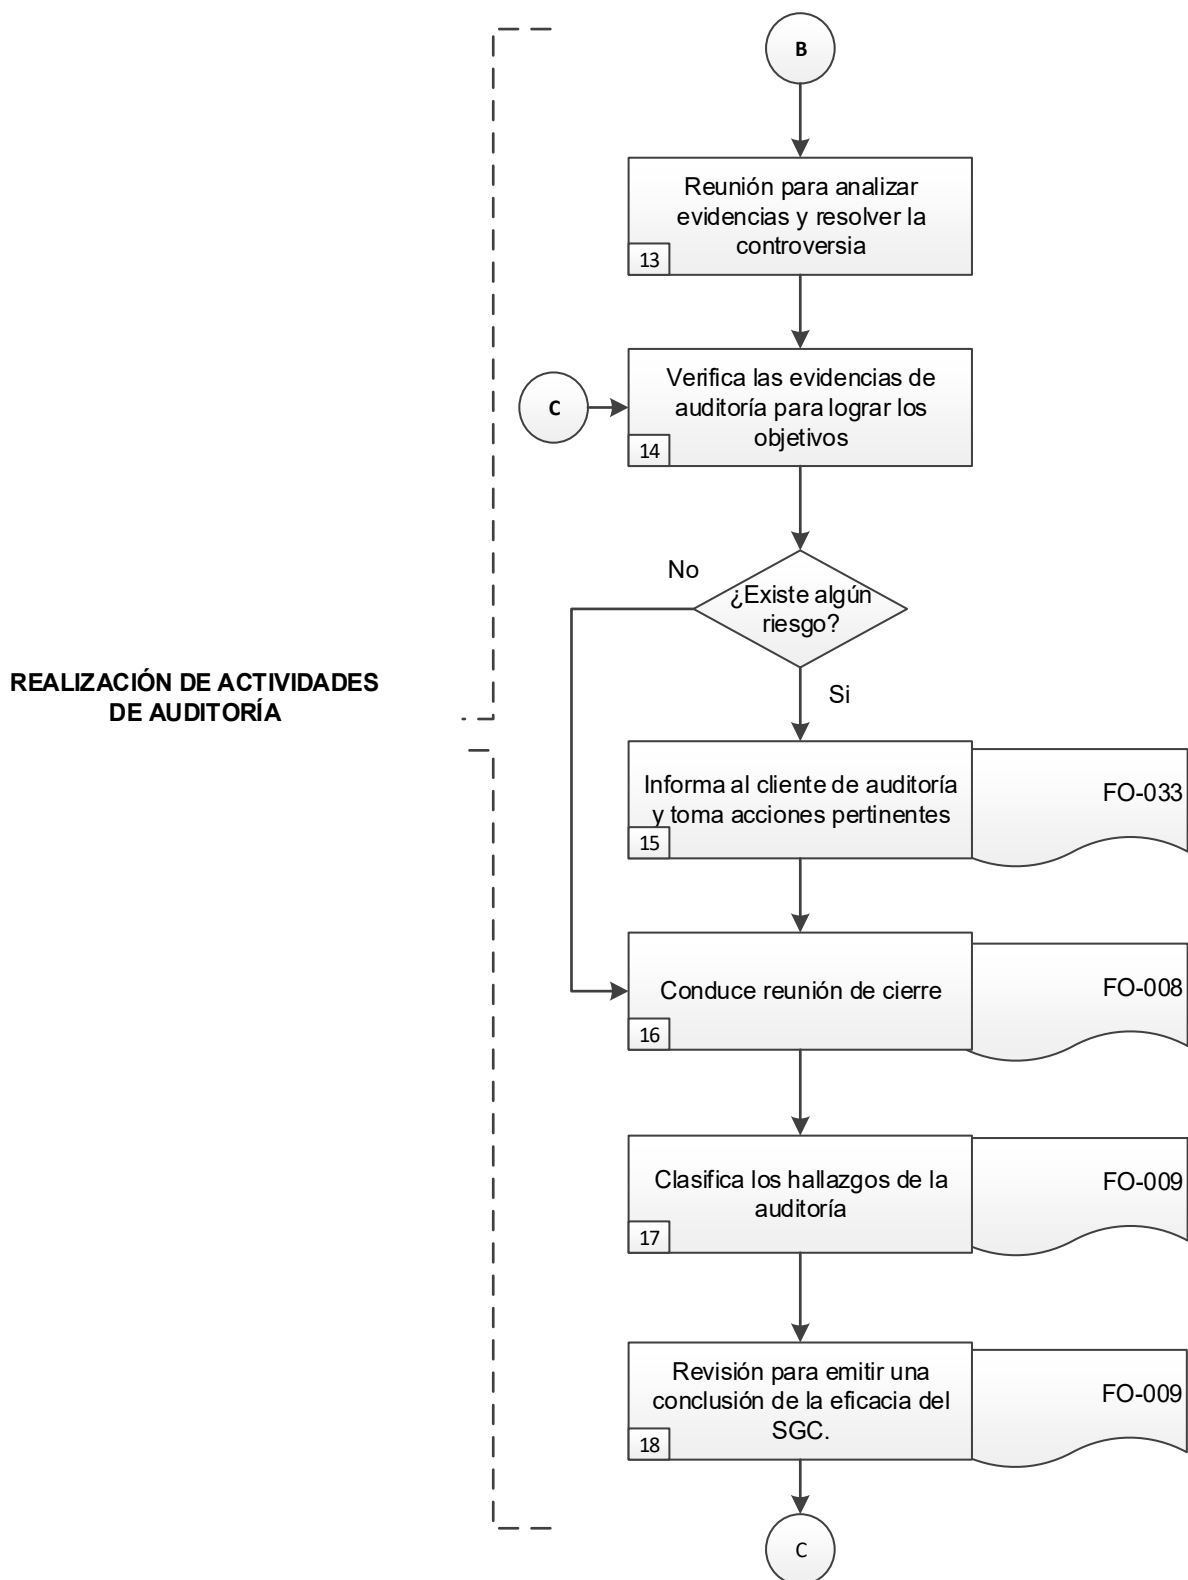 B
Reunión para analizar
evidencias y resolver la
controversia
13
C
Verifica las evidencias de
auditoría para lograr los
objetivos
14
No
¿Existe algún
riesgo?
Si
REALIZACIÓN DE ACTIVIDADES
DE AUDITORÍA
Informa al cliente de auditoría
y toma acciones pertinentes
15
FO-033
Conduce reunión de cierre
16
FO-008
Clasifica los hallazgos de la
auditoría
17
FO-009
Revisión para emitir una
conclusión de la eficacia del
SGC.
18
FO-009
C